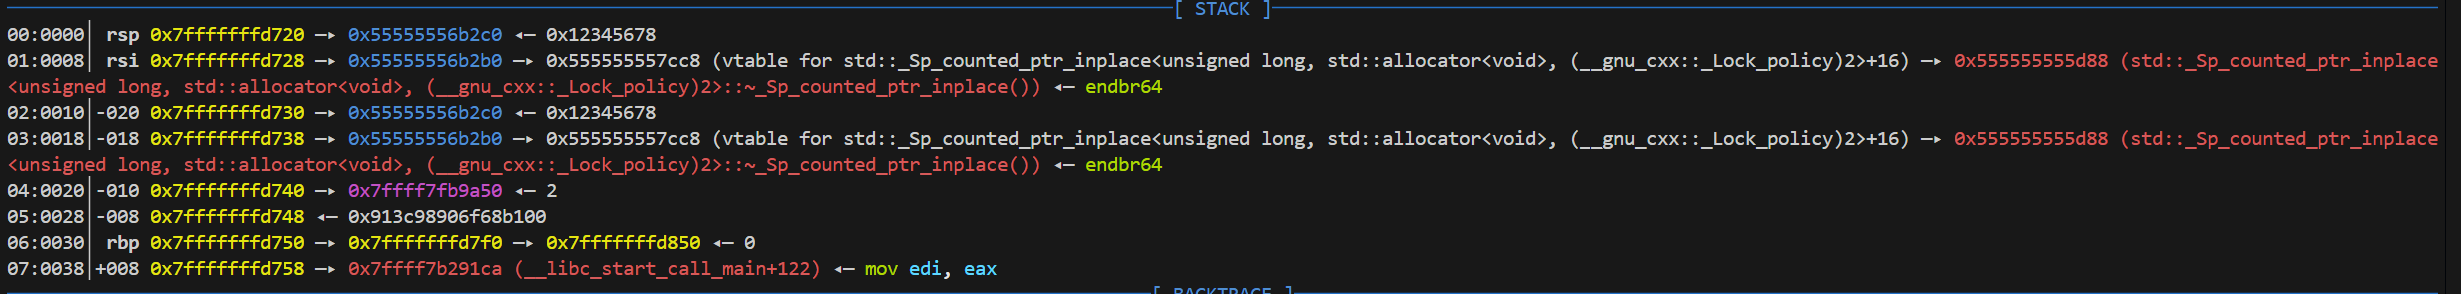 [ STACK ]
00:0000│ rsp 0x7fffffffd720 —▸ 0x55555556b2c0 ◂— 0x12345678
01:0008│ rsi 0x7fffffffd728 —▸ 0x55555556b2b0 —▸ 0x555555557cc8 (vtable for std::_Sp_counted_ptr_inplace<unsigned long, std::allocator<void>, (__gnu_cxx::_Lock_policy)2>+16) —▸ 0x555555555d88 (std::_Sp_counted_ptr_inplace
<unsigned long, std::allocator<void>, (__gnu_cxx::_Lock_policy)2>::~_Sp_counted_ptr_inplace()) ◂— endbr64
02:0010│-020 0x7fffffffd730 —▸ 0x55555556b2c0 ◂— 0x12345678
03:0018│-018 0x7fffffffd738 —▸ 0x55555556b2b0 —▸ 0x555555557cc8 (vtable for std::_Sp_counted_ptr_inplace<unsigned long, std::allocator<void>, (__gnu_cxx::_Lock_policy)2>+16) —▸ 0x555555555d88 (std::_Sp_counted_ptr_inplace
<unsigned long, std::allocator<void>, (__gnu_cxx::_Lock_policy)2>::~_Sp_counted_ptr_inplace()) ◂— endbr64
04:0020│-010 0x7fffffffd740 —▸ 0x7ffff7fb9a50 ◂— 2
05:0028│-008 0x7fffffffd748 ◂— 0x913c98906f68b100
06:0030│ rbp 0x7fffffffd750 —▸ 0x7fffffffd7f0 —▸ 0x7fffffffd850 ◂— 0
07:0038│+008 0x7fffffffd758 —▸ 0x7ffff7b291ca (__libc_start_call_main+122) ◂— mov edi, eax
[ BACKTRACE ]